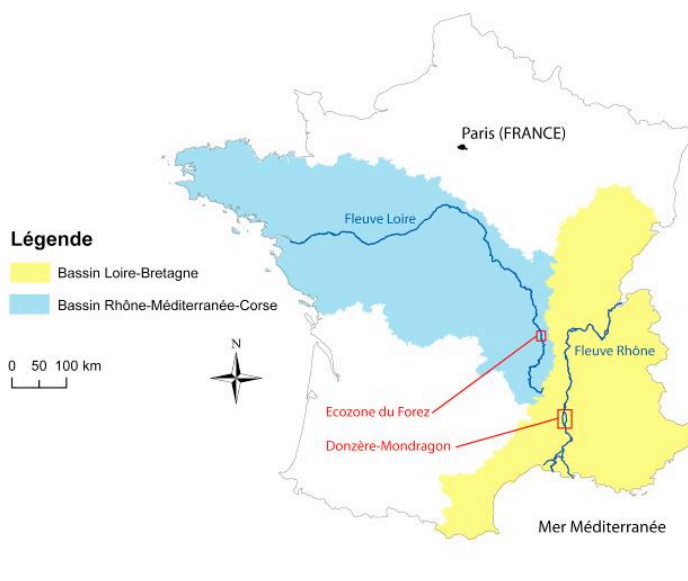 Paris (FRANCE)
Fleuve Loire
Légende
Bassin Loire-Bretagne
Bassin Rhône-Méditerranée-Corse
N
0 50 100 km
Fleuve Rhône
Ecozone du Forez
Donzère-Mondragon
Mer Méditerranée